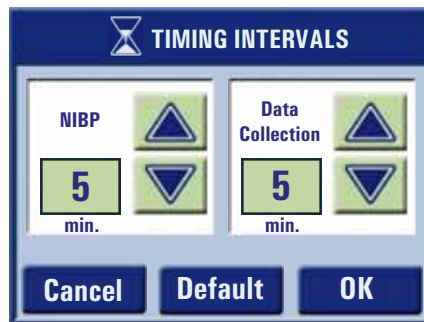 TIMING INTERVALS
NIBP
5
min.
Data
Collection
5
min.
Cancel
Default
OK